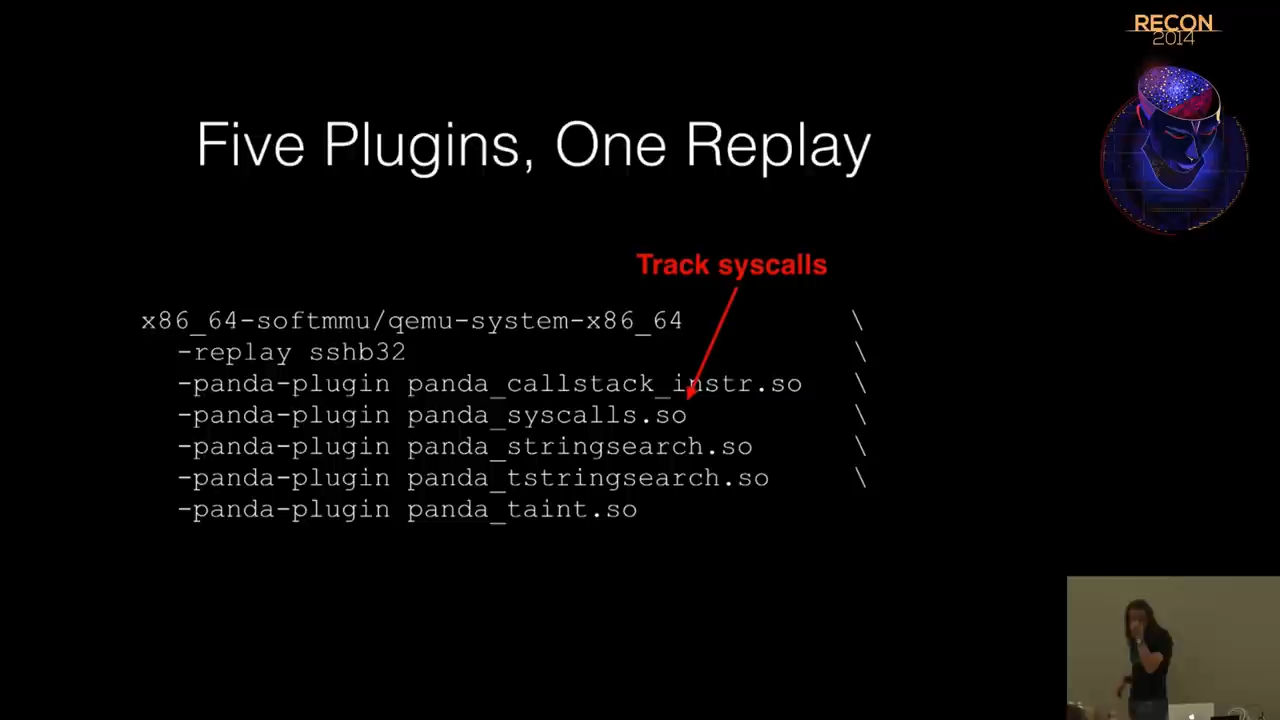 RECON
2014
Five Plugins, One Replay
Track syscalls
x86_64-softmmu/qemu-system-x86_64 \
-replay sshb32 \
-panda-plugin panda_callstack_instr.so \
-panda-plugin panda_syscalls.so \
-panda-plugin panda_stringsearch.so \
-panda-plugin panda_tstringsearch.so \
-panda-plugin panda_taint.so